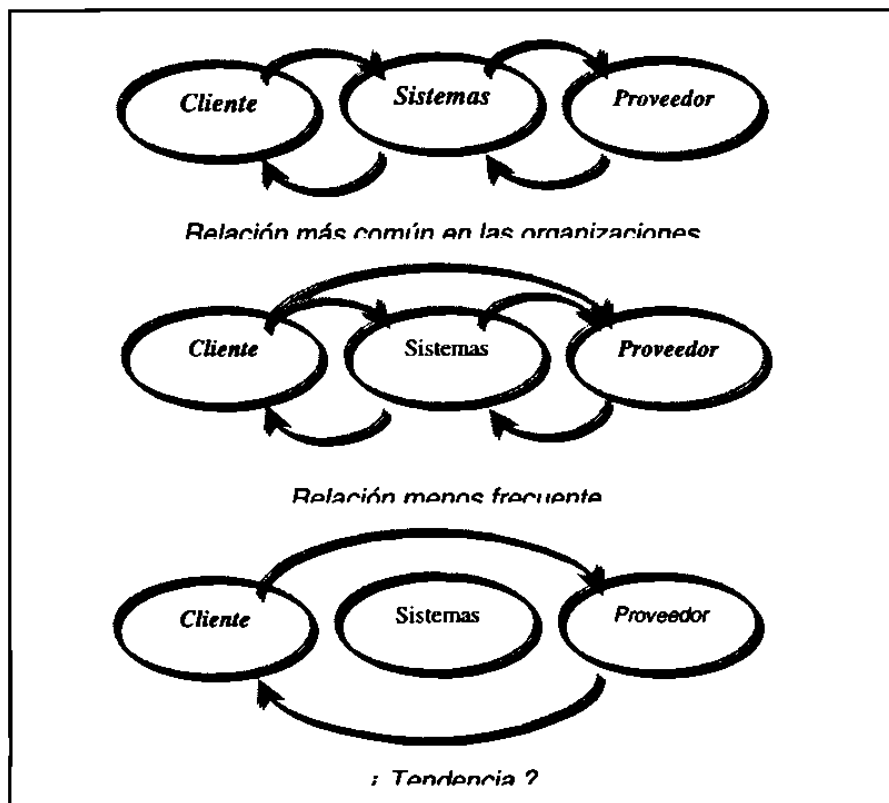 Cliente Sistemas Proveedor
Relación más común en las organizaciones
Cliente Sistemas Proveedor
Relación menos frecuente
Cliente Sistemas Proveedor
¿ Tendencia ?